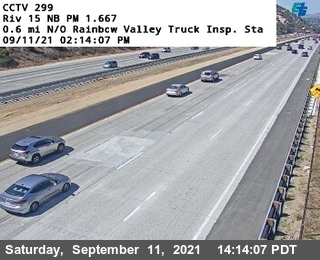 CCTV 299
Riv 15 NB PM 1.667
0.6 mi N/O Rainbcw Valley Truck Insp. Sta
09/11/21 02:14:07 PM
Saturday, September 11, 2021 14:14:07 PDT